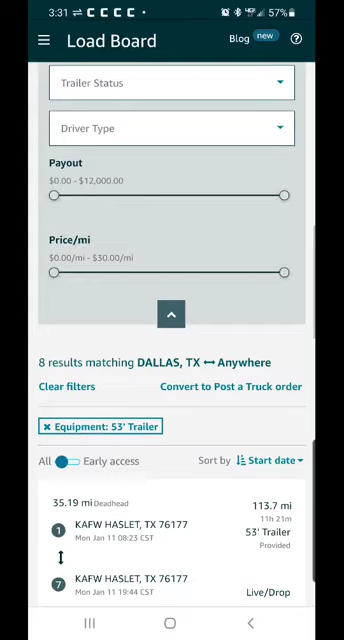 3:31 C C C C 57%
Load Board Blog new
Trailer Status
Driver Type
Payout
$0.00 - $12,000.00
Price/mi
$0.00/mi - $30.00/mi
8 results matching DALLAS, TX ↔ Anywhere
Clear filters Convert to Post a Truck order
× Equipment: 53' Trailer
All Early access Sort by Start date
35.19 mi Deadhead 113.7 mi
11h 21m
1 KAFW HASLET, TX 76177 53' Trailer
Mon Jan 11 08:23 CST Provided
7 KAFW HASLET, TX 76177
Mon Jan 11 19:44 CST Live/Drop